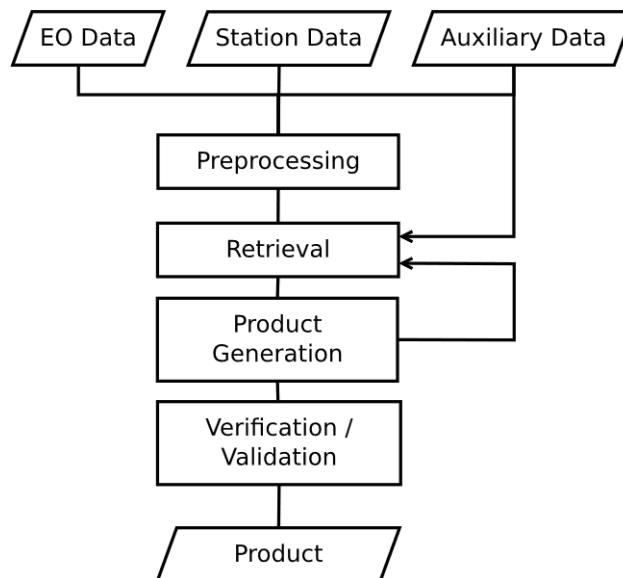 EO Data
Station Data
Auxiliary Data
Preprocessing
Retrieval
Product
Generation
Verification /
Validation
Product